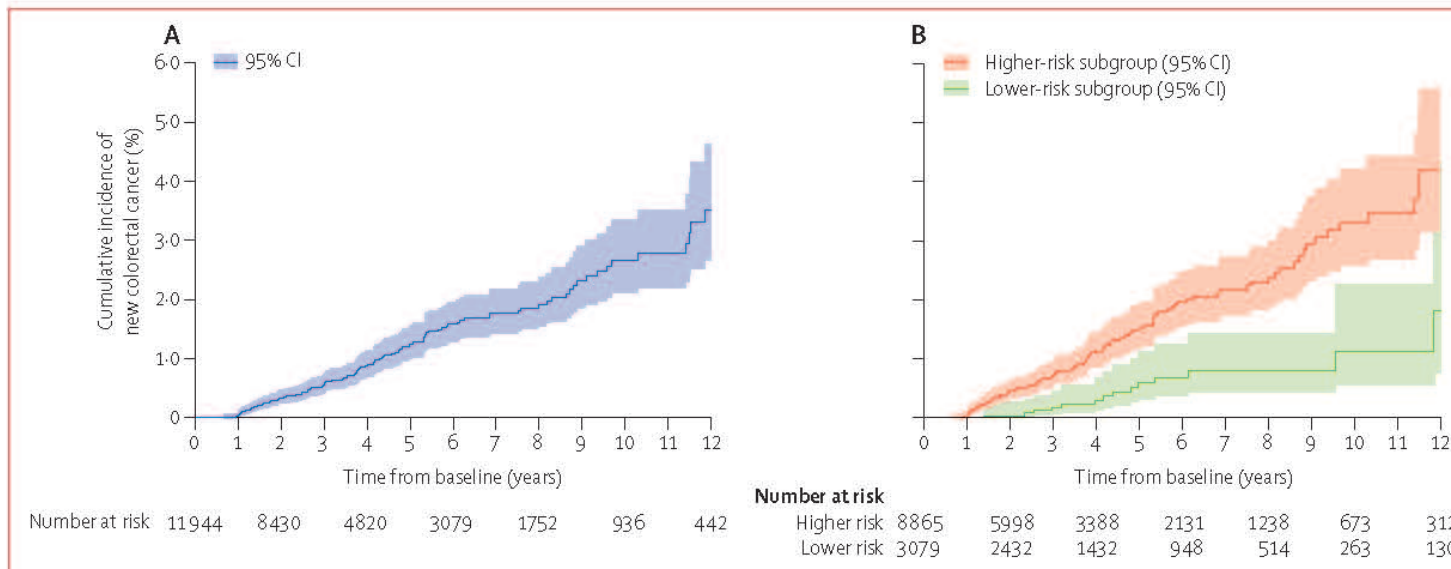 A
6·0
5·0
4·0
3·0
2·0
1·0
0
95% CI
Cumulative incidence of
new colorectal cancer (%)
0 1 2 3 4 5 6 7 8 9 10 11 12
Time from baseline (years)
Number at risk 11944 8430 4820 3079 1752 936 442
B
Higher-risk subgroup (95% CI)
Lower-risk subgroup (95% CI)
0 1 2 3 4 5 6 7 8 9 10 11 12
Time from baseline (years)
Number at risk
Higher risk 8865 5998 3388 2131 1238 673 312
Lower risk 3079 2432 1432 948 514 263 130